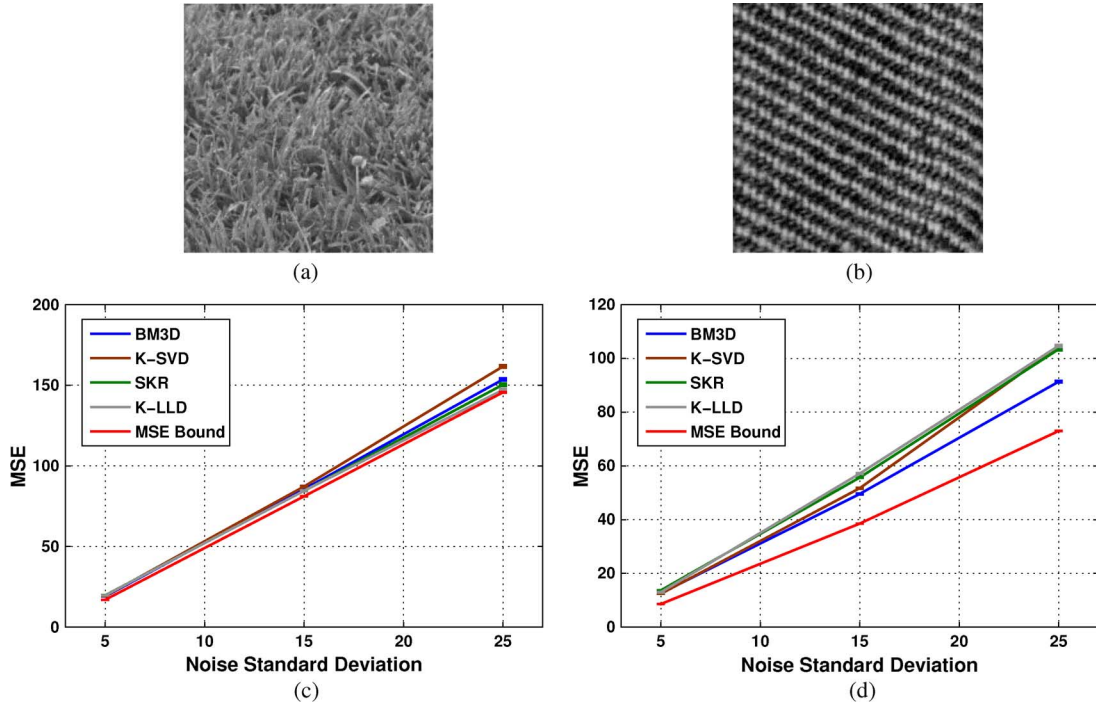 (a)
(b)
200
150
100
50
0
BM3D
K-SVD
SKR
K-LLD
MSE Bound
MSE
5
10
15
20
25
Noise Standard Deviation
(c)
120
100
80
60
40
20
0
BM3D
K-SVD
SKR
K-LLD
MSE Bound
MSE
5
10
15
20
25
Noise Standard Deviation
(d)